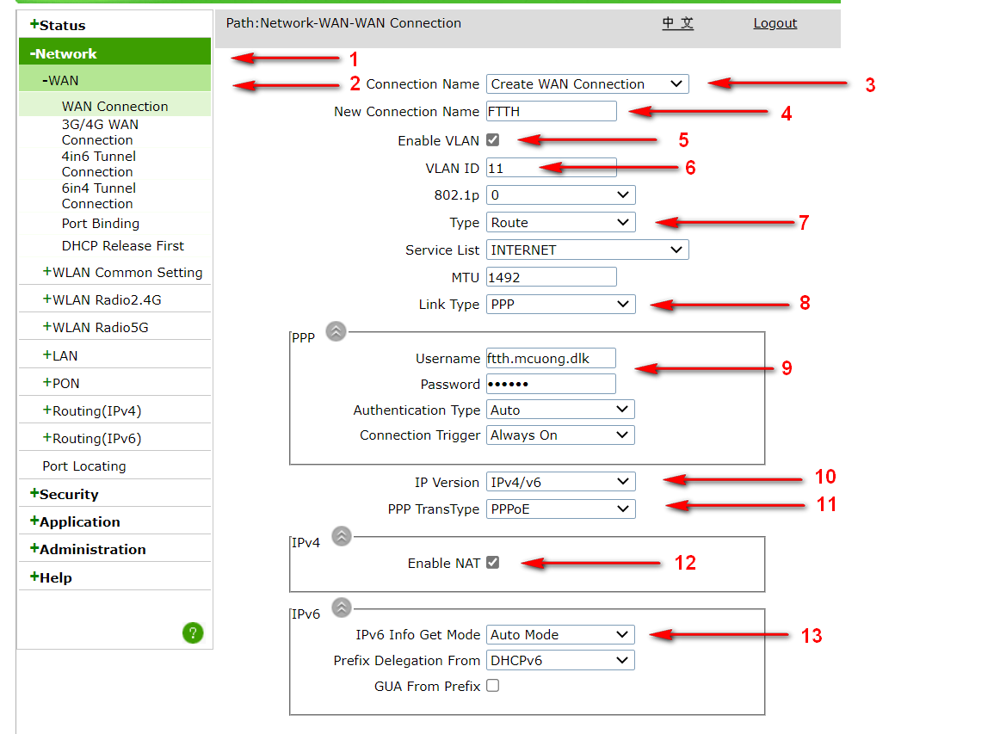 +Status
Path:Network-WAN-WAN Connection
中 文
Logout
-Network
1
-WAN
2
WAN Connection
3G/4G WAN
Connection
4in6 Tunnel
Connection
6in4 Tunnel
Connection
Port Binding
DHCP Release First
+WLAN Common Setting
+WLAN Radio2.4G
+WLAN Radio5G
+LAN
+PON
+Routing(IPv4)
+Routing(IPv6)
Port Locating
+Security
+Application
+Administration
+Help
?
Connection Name Create WAN Connection 3
New Connection Name FTTH 4
Enable VLAN 5
VLAN ID 11 6
802.1p 0
Type Route 7
Service List INTERNET
MTU 1492
Link Type PPP 8
PPP
Username ftth.mcuong.dlk 9
Password ••••••
Authentication Type Auto
Connection Trigger Always On
IP Version IPv4/v6 10
PPP TransType PPPoE 11
IPv4
Enable NAT 12
IPv6
IPv6 Info Get Mode Auto Mode 13
Prefix Delegation From DHCPv6
GUA From Prefix